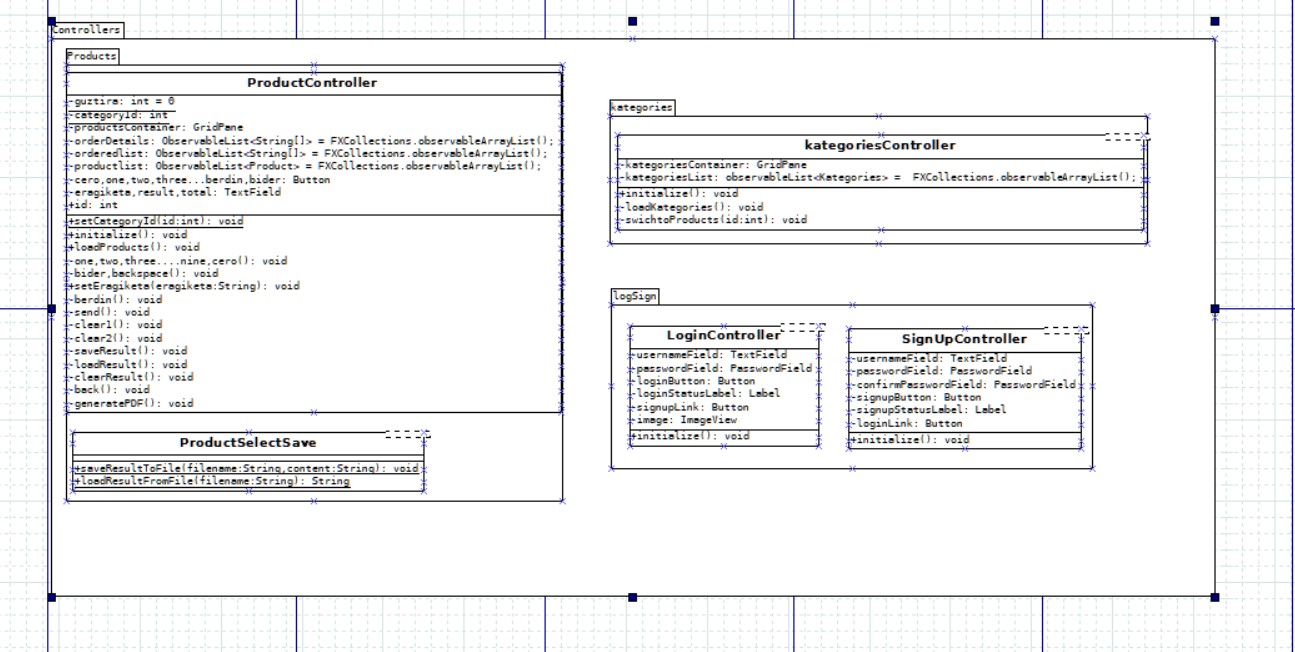 Controllers
Products
ProductController
-guztira: int = 0
-categoryId: int
-productsContainer: GridPane
-orderDetails: ObservableList<String[]> = FXCollections.observableArrayList();
-orderedlist: ObservableList<String[]> = FXCollections.observableArrayList();
-productlist: ObservableList<Product> = FXCollections.observableArrayList();
-cero,one,two,three...berdin,bider: Button
-eragiketa,result,total: TextField
+id: int
+setCategoryId(id:int): void
+initialize(): void
+loadProducts(): void
-one,two,three....nine,cero(): void
-bider,backspace(): void
+setEragiketa(eragiketa:String): void
-berdin(): void
-send(): void
-clear1(): void
-clear2(): void
-saveResult(): void
-loadResult(): void
-clearResult(): void
-back(): void
-generatePDF(): void
ProductSelectSave
+saveResultToFile(filename:String,content:String): void
+loadResultFromFile(filename:String): String
kategories
kategoriesController
-kategoriesContainer: GridPane
-kategoriesList: observableList<Kategories> =  FXCollections.observableArrayList();
+initialize(): void
-loadKategories(): void
-swichtoProducts(id:int): void
logSign
LoginController
-usernameField: TextField
-passwordField: PasswordField
-loginButton: Button
-loginStatusLabel: Label
-signupLink: Button
-image: ImageView
+initialize(): void
SignUpController
-usernameField: TextField
-passwordField: PasswordField
-confirmPasswordField: PasswordField
-signupButton: Button
-signupStatusLabel: Label
-loginLink: Button
+initialize(): void